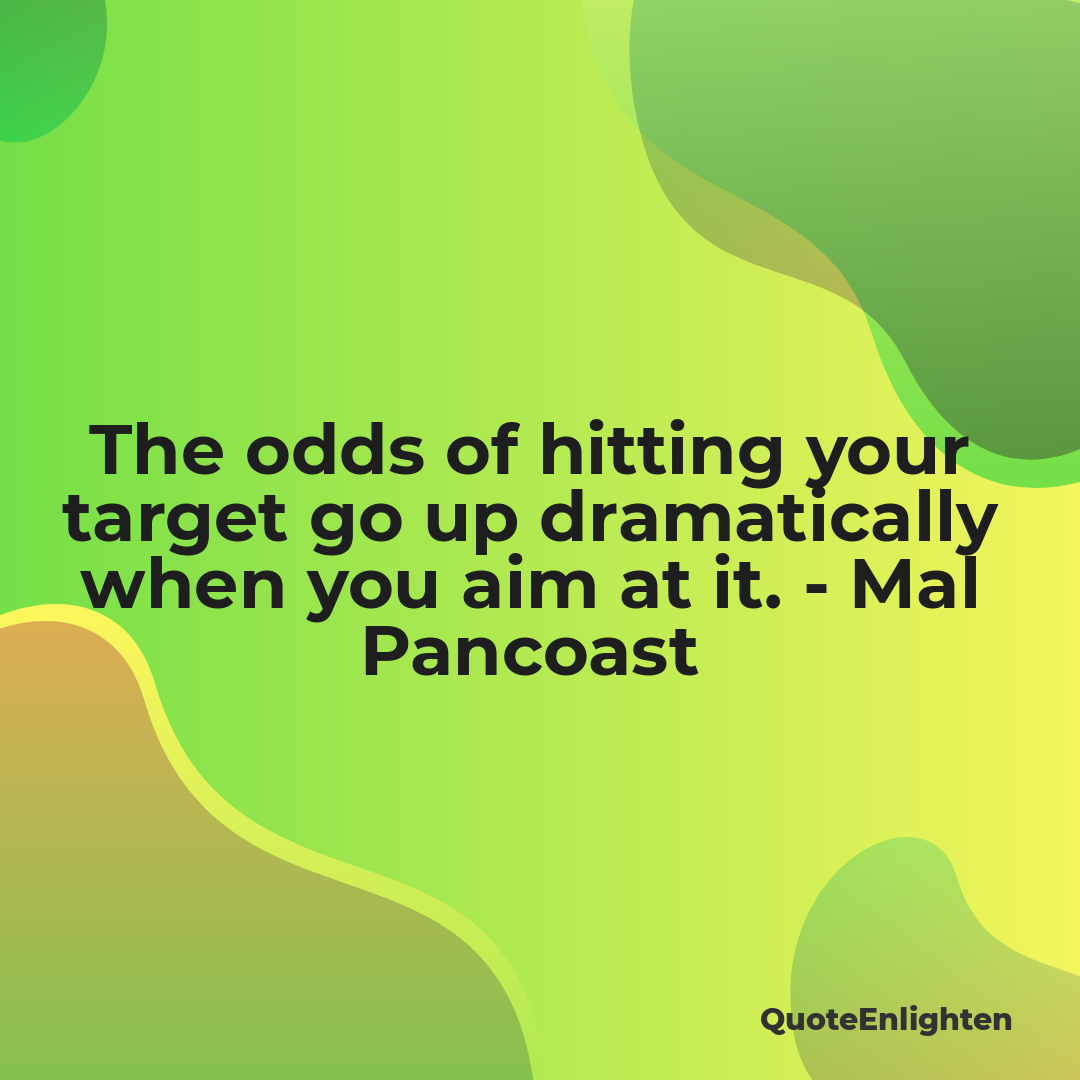 The odds of hitting your
target go up dramatically
when you aim at it. - Mal
Pancoast
QuoteEnlighten